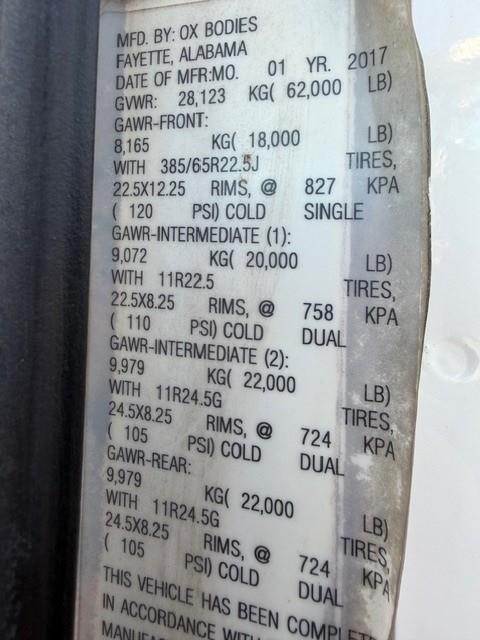 MFD. BY: OX BODIES
FAYETTE, ALABAMA
DATE OF MFR:MO. 01 YR. 2017
GVWR: 28,123 KG( 62,000 LB)
GAWR-FRONT:
8,165 KG( 18,000 LB)
WITH 385/65R22.5J TIRES,
22.5X12.25 RIMS, @ 827 KPA
( 120 PSI) COLD SINGLE
GAWR-INTERMEDIATE (1):
9,072 KG( 20,000 LB)
WITH 11R22.5 TIRES,
22.5X8.25 RIMS, @ 758 KPA
( 110 PSI) COLD DUAL
GAWR-INTERMEDIATE (2):
9,979 KG( 22,000 LB)
WITH 11R24.5G TIRES,
24.5X8.25 RIMS, @ 724 KPA
( 105 PSI) COLD DUAL
GAWR-REAR:
9,979 KG( 22,000 LB)
WITH 11R24.5G TIRES,
24.5X8.25 RIMS, @ 724 KPA
( 105 PSI) COLD DUAL
THIS VEHICLE HAS BEEN COMPLET
IN ACCORDANCE WITH
MANUFA